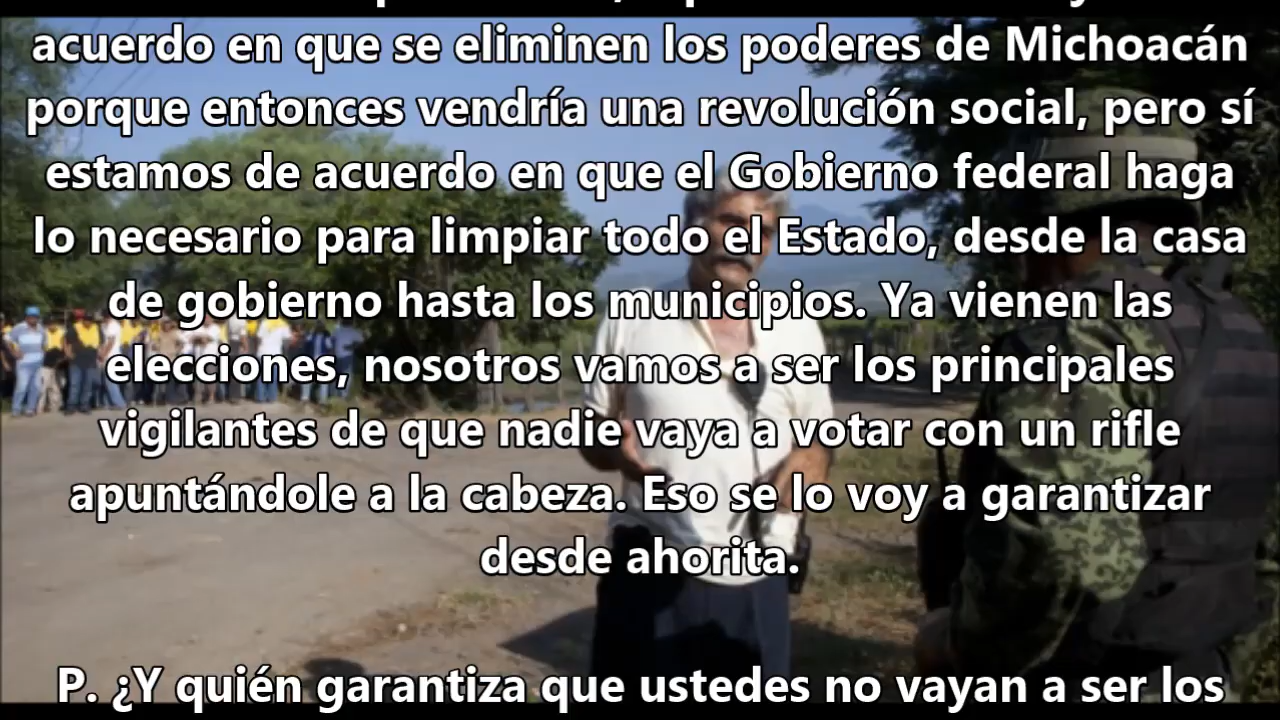 acuerdo en que se eliminen los poderes de Michoacán
porque entonces vendría una revolución social, pero sí
estamos de acuerdo en que el Gobierno federal haga
lo necesario para limpiar todo el Estado, desde la casa
de gobierno hasta los municipios. Ya vienen las
elecciones, nosotros vamos a ser los principales
vigilantes de que nadie vaya a votar con un rifle
apuntándole a la cabeza. Eso se lo voy a garantizar
desde ahorita.
P. ¿Y quién garantiza que ustedes no vayan a ser los